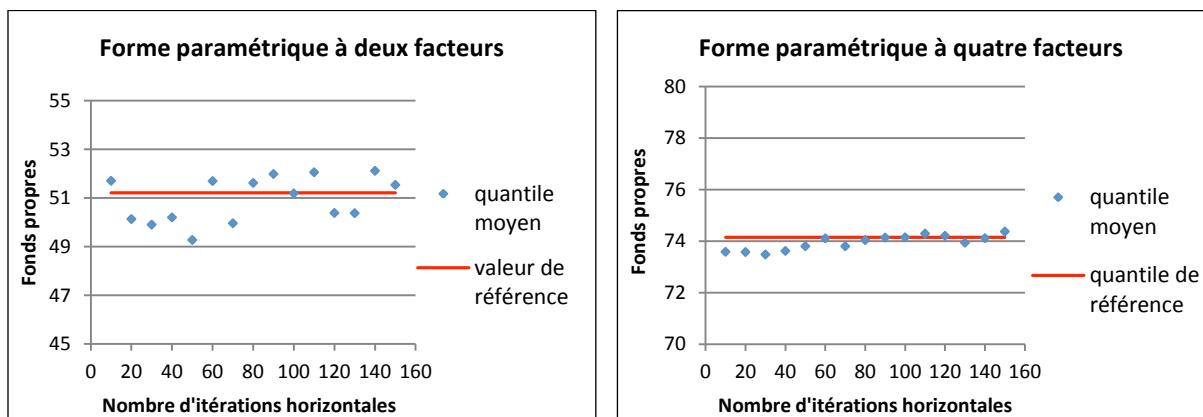 Forme paramétrique à deux facteurs
55
53
51
49
47
45
Fonds propres
0 20 40 60 80 100 120 140 160
Nombre d'itérations horizontales
quantile
moyen
valeur de
référence
Forme paramétrique à quatre facteurs
80
78
76
74
72
70
Fonds propres
0 20 40 60 80 100 120 140 160
Nombre d'itérations horizontales
quantile
moyen
quantile de
référence